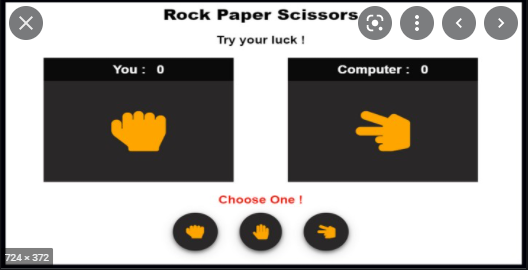 Rock Paper Scissors
Try your luck !
You : 0
Computer : 0
Choose One !
724 × 372